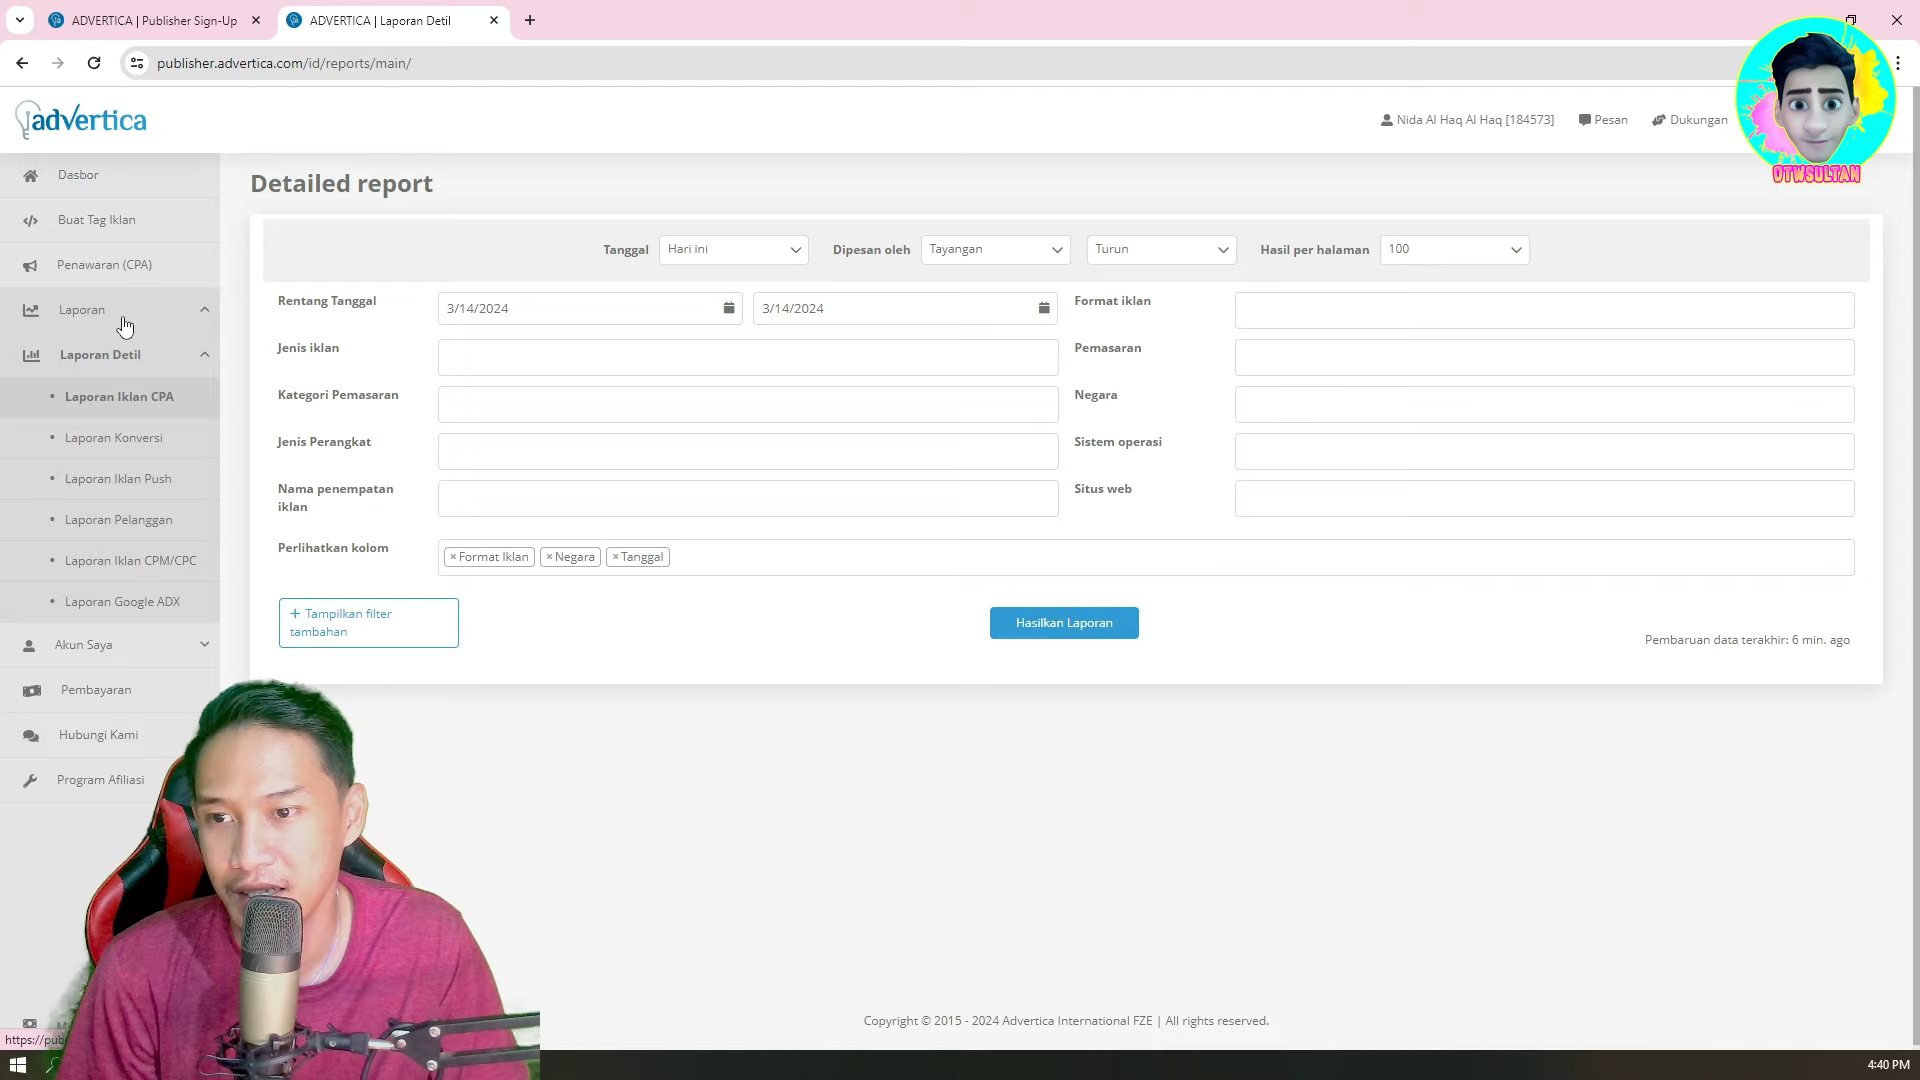 ADVERTICA | Publisher Sign-Up
ADVERTICA | Laporan Detil
publisher.advertica.com/id/reports/main/
advertica
Nida Al Haq Al Haq [184573]
Pesan
Dukungan
OTWSULTAN
Dasbor
Buat Tag Iklan
Penawaran (CPA)
Laporan
Laporan Detil
• Laporan Iklan CPA
• Laporan Konversi
• Laporan Iklan Push
• Laporan Pelanggan
• Laporan Iklan CPM/CPC
• Laporan Google ADX
Akun Saya
Pembayaran
Hubungi Kami
Program Afiliasi
https://pub
Detailed report
Tanggal Hari ini Dipesan oleh Tayangan Turun Hasil per halaman 100
Rentang Tanggal 3/14/2024 3/14/2024 Format iklan
Jenis iklan Pemasaran
Kategori Pemasaran Negara
Jenis Perangkat Sistem operasi
Nama penempatan
iklan
Situs web
Perlihatkan kolom × Format Iklan × Negara × Tanggal
+ Tampilkan filter
tambahan
Hasilkan Laporan
Pembaruan data terakhir: 6 min. ago
Copyright © 2015 - 2024 Advertica International FZE | All rights reserved.
4:40 PM